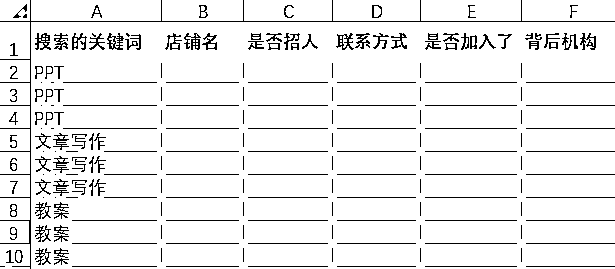 A B C D E F
1 搜索的关键词 店铺名 是否招人 联系方式 是否加入了 背后机构
2 PPT
3 PPT
4 PPT
5 文章写作
6 文章写作
7 文章写作
8 教案
9 教案
10 教案